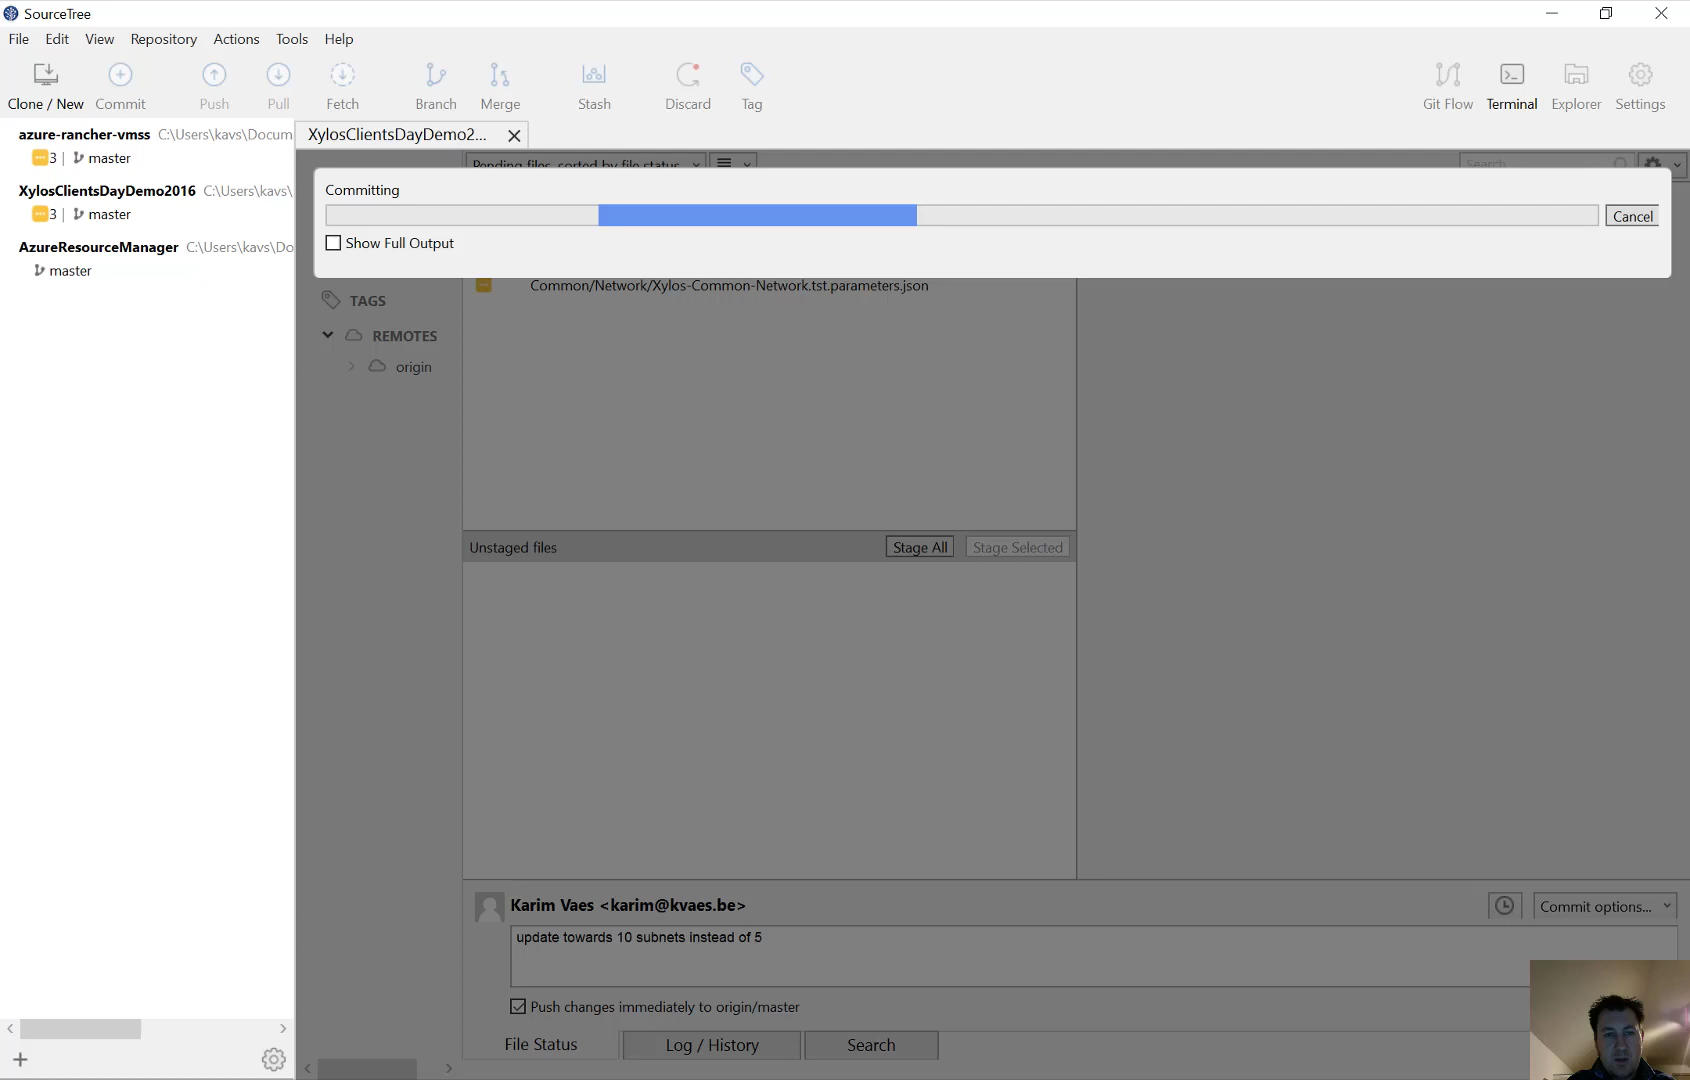 SourceTree
File Edit View Repository Actions Tools Help
Clone / New Commit Push Pull Fetch Branch Merge Stash Discard Tag Git Flow Terminal Explorer Settings
azure-rancher-vmss C:\Users\kavs\Docum
3 master
XylosClientsDayDemo2016 C:\Users\kavs\
3 master
AzureResourceManager C:\Users\kavs\Do
master
XylosClientsDayDemo2...
Pending files, sorted by file status
Search
Committing
Cancel
Show Full Output
Common/Network/Xylos-Common-Network.tst.parameters.json
TAGS
REMOTES
origin
Unstaged files Stage All Stage Selected
Karim Vaes <karim@kvaes.be>
Commit options...
update towards 10 subnets instead of 5
Push changes immediately to origin/master
File Status Log / History Search